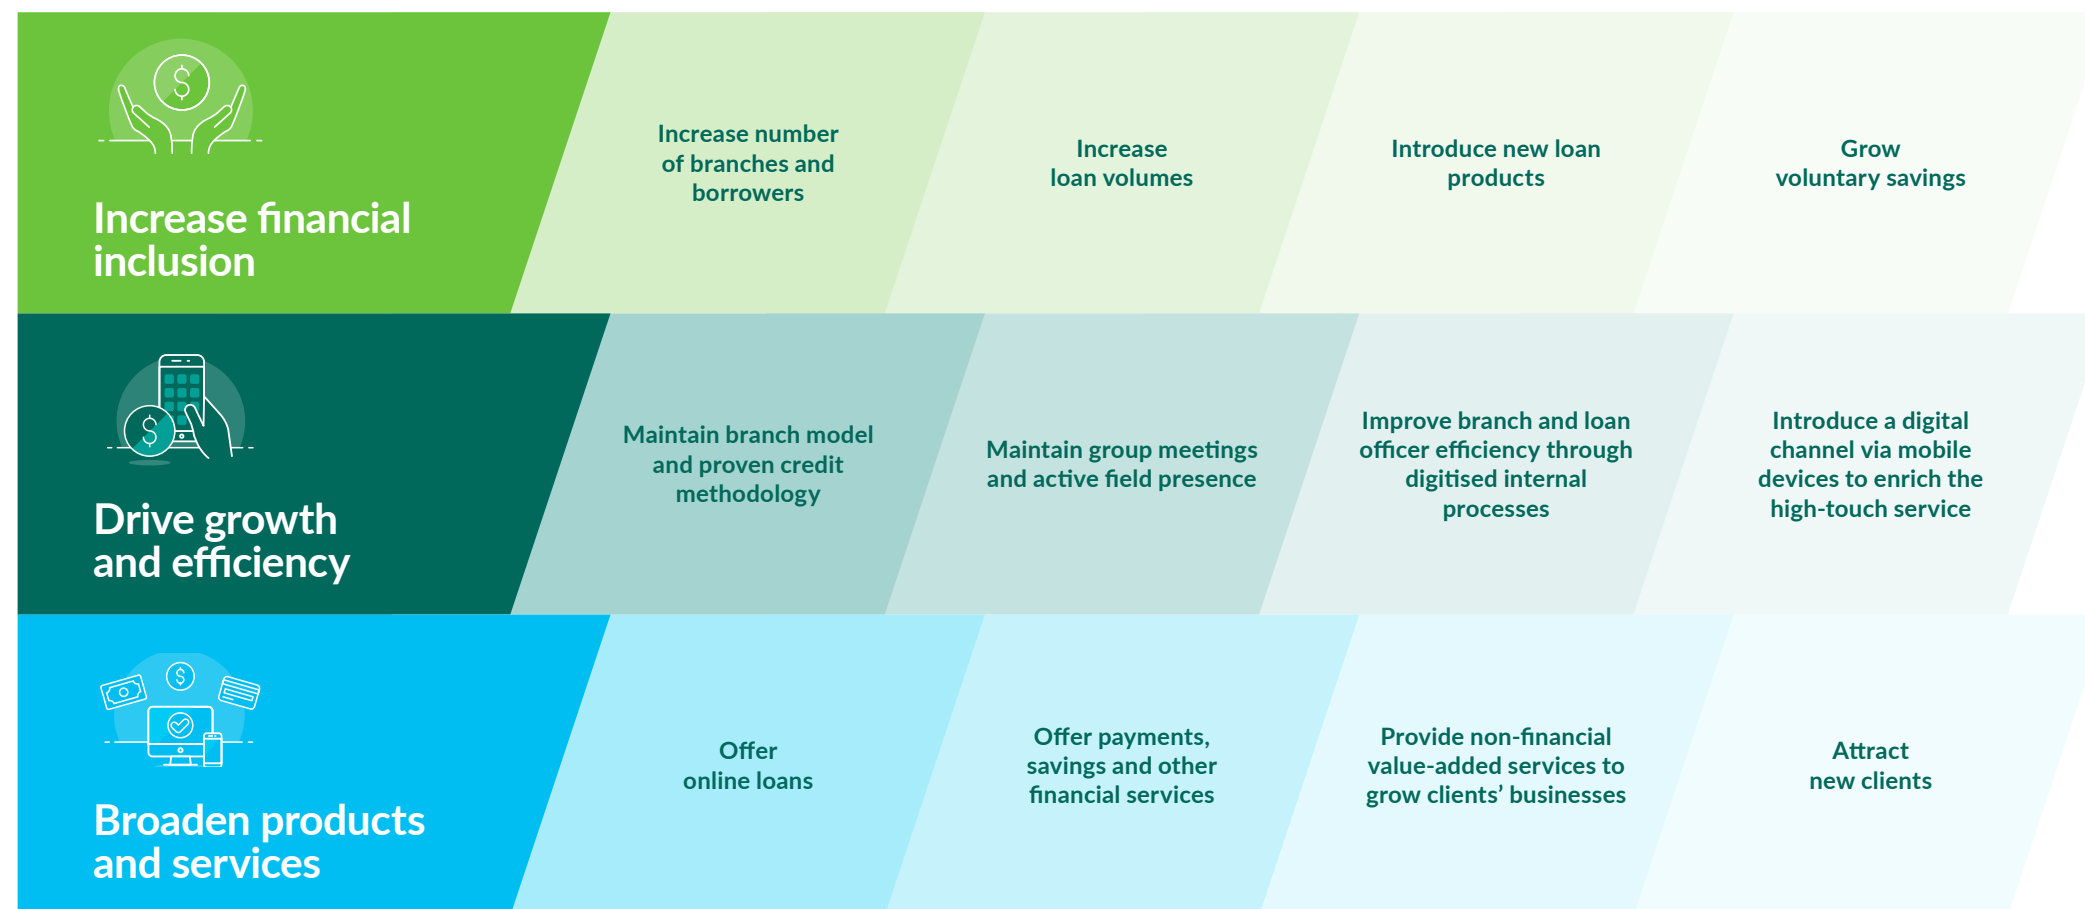 Increase financial
inclusion
Increase number
of branches and
borrowers
Increase
loan volumes
Introduce new loan
products
Grow
voluntary savings
Drive growth
and efficiency
Maintain branch model
and proven credit
methodology
Maintain group meetings
and active field presence
Improve branch and loan
officer efficiency through
digitised internal
processes
Introduce a digital
channel via mobile
devices to enrich the
high-touch service
Broaden products
and services
Offer
online loans
Offer payments,
savings and other
financial services
Provide non-financial
value-added services to
grow clients’ businesses
Attract
new clients